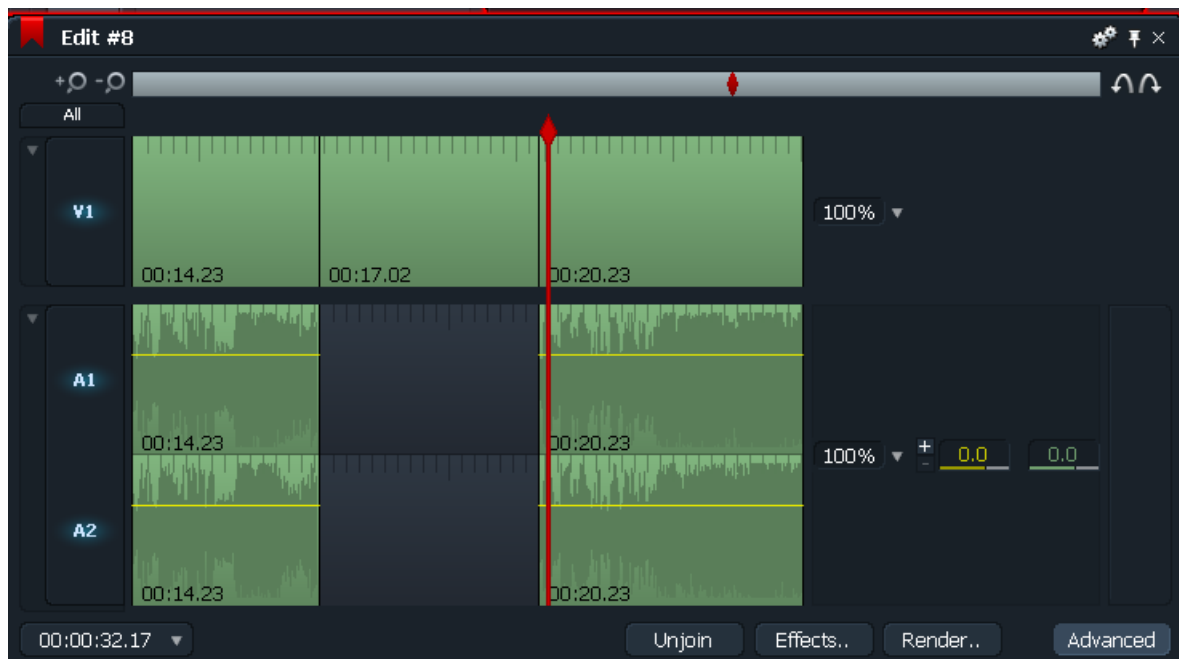 Edit #8
All
V1
100%
00:14.23 00:17.02 00:20.23
A1
00:14.23 00:20.23
100% + - 0.0 0.0
A2
00:14.23 00:20.23
00:00:32.17 Unjoin Effects.. Render.. Advanced